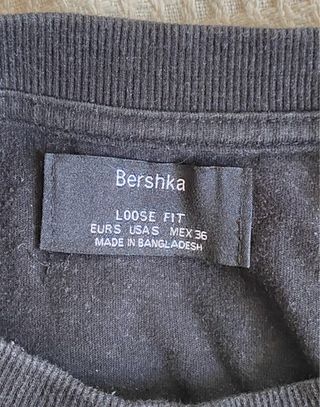 Bershka
LOOSE FIT
EUR S USA S MEX 36
MADE IN BANGLADESH